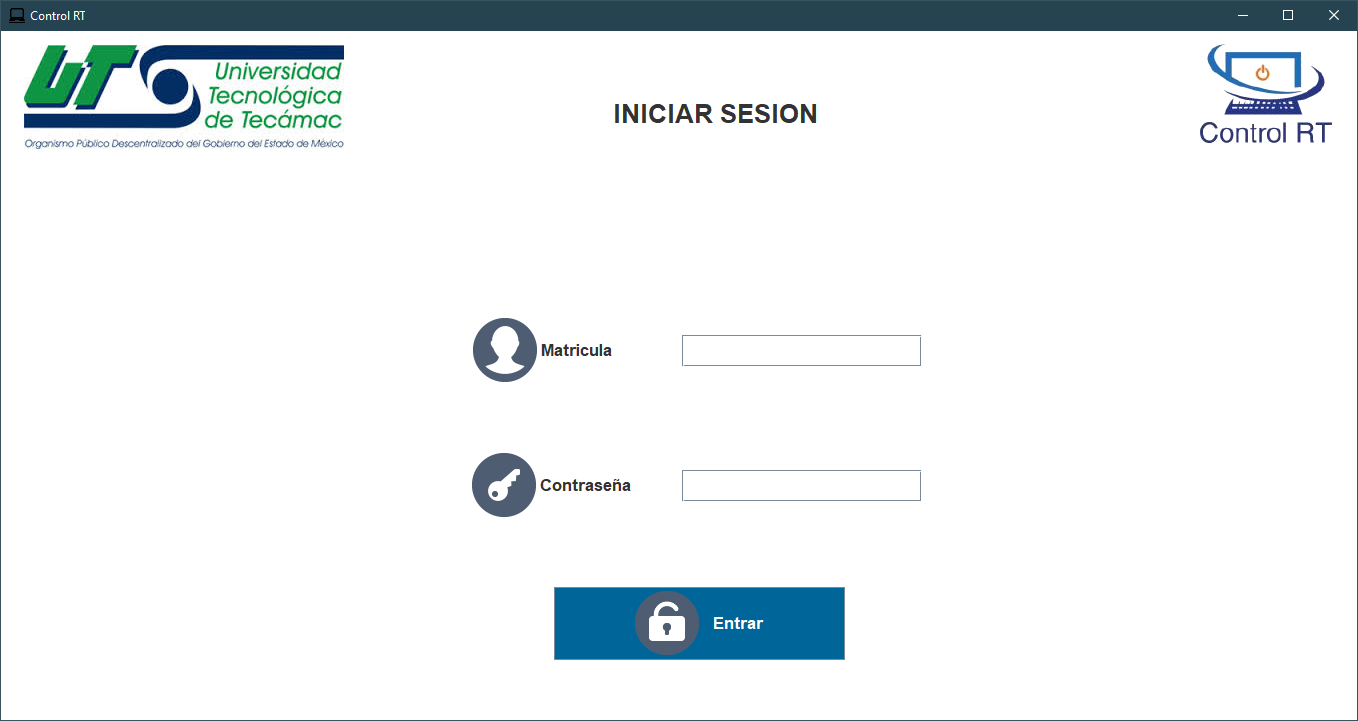 Control RT
Universidad
Tecnológica
de Tecámac
Organismo Público Descentralizado del Gobierno del Estado de México
INICIAR SESION
Control RT
Matricula
Contraseña
Entrar